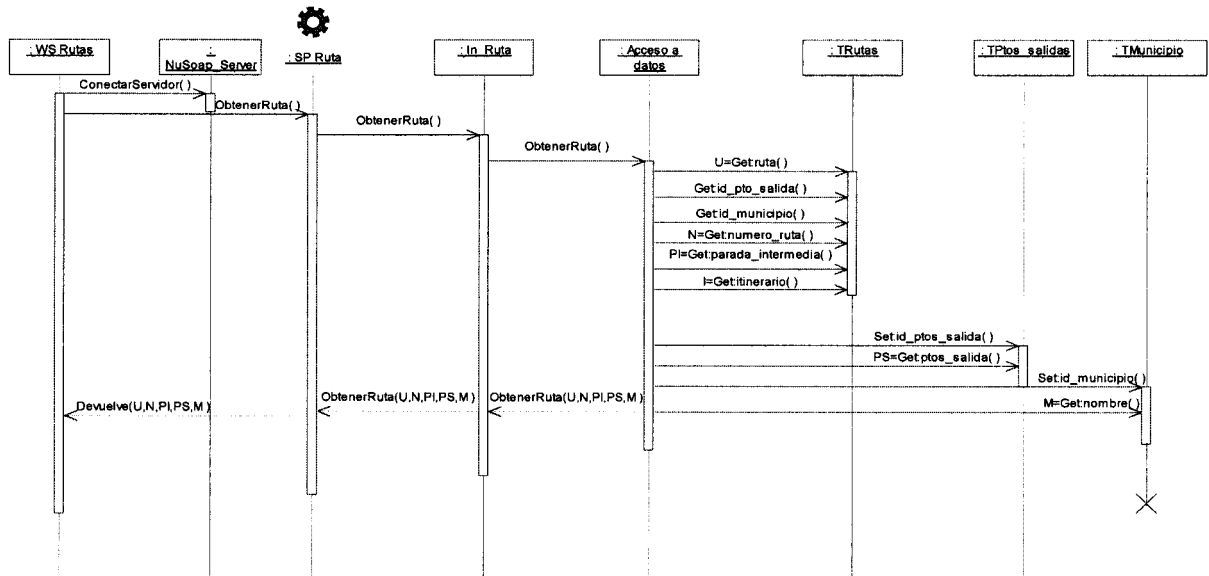 : WS Rutas
:
NuSoap_Server
: SP Ruta
: In_Ruta
: Acceso a
datos
: TRutas
: TPtos_salidas
: TMunicipio
ConectarServidor( )
ObtenerRuta( )
ObtenerRuta( )
ObtenerRuta( )
U=Get:ruta( )
Get:id_pto_salida( )
Get:id_municipio( )
N=Get:numero_ruta( )
PI=Get:parada_intermedia( )
I=Get:itinerario( )
Set:id_ptos_salida( )
PS=Get:ptos_salida( )
Set:id_municipio( )
M=Get:nombre( )
ObtenerRuta(U,N,PI,PS,M )
ObtenerRuta(U,N,PI,PS,M )
Devuelve(U,N,PI,PS,M )